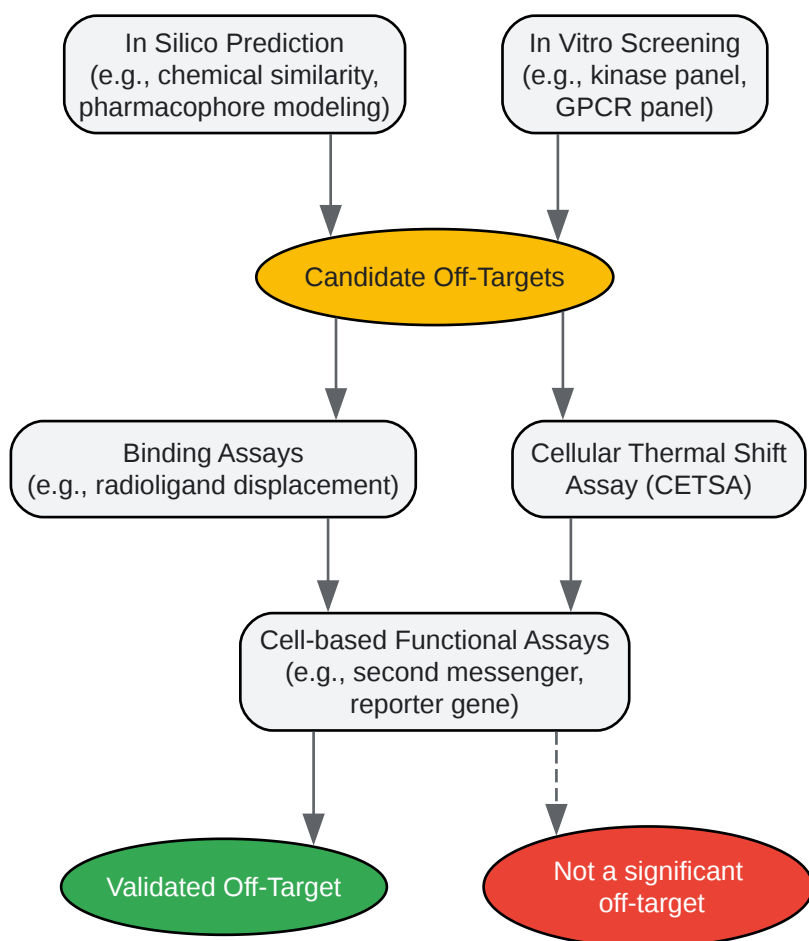 In Silico Prediction
(e.g., chemical similarity,
pharmacophore modeling)
In Vitro Screening
(e.g., kinase panel,
GPCR panel)
Candidate Off-Targets
Binding Assays
(e.g., radioligand displacement)
Cellular Thermal Shift
Assay (CETSA)
Cell-based Functional Assays
(e.g., second messenger,
reporter gene)
Validated Off-Target
Not a significant
off-target